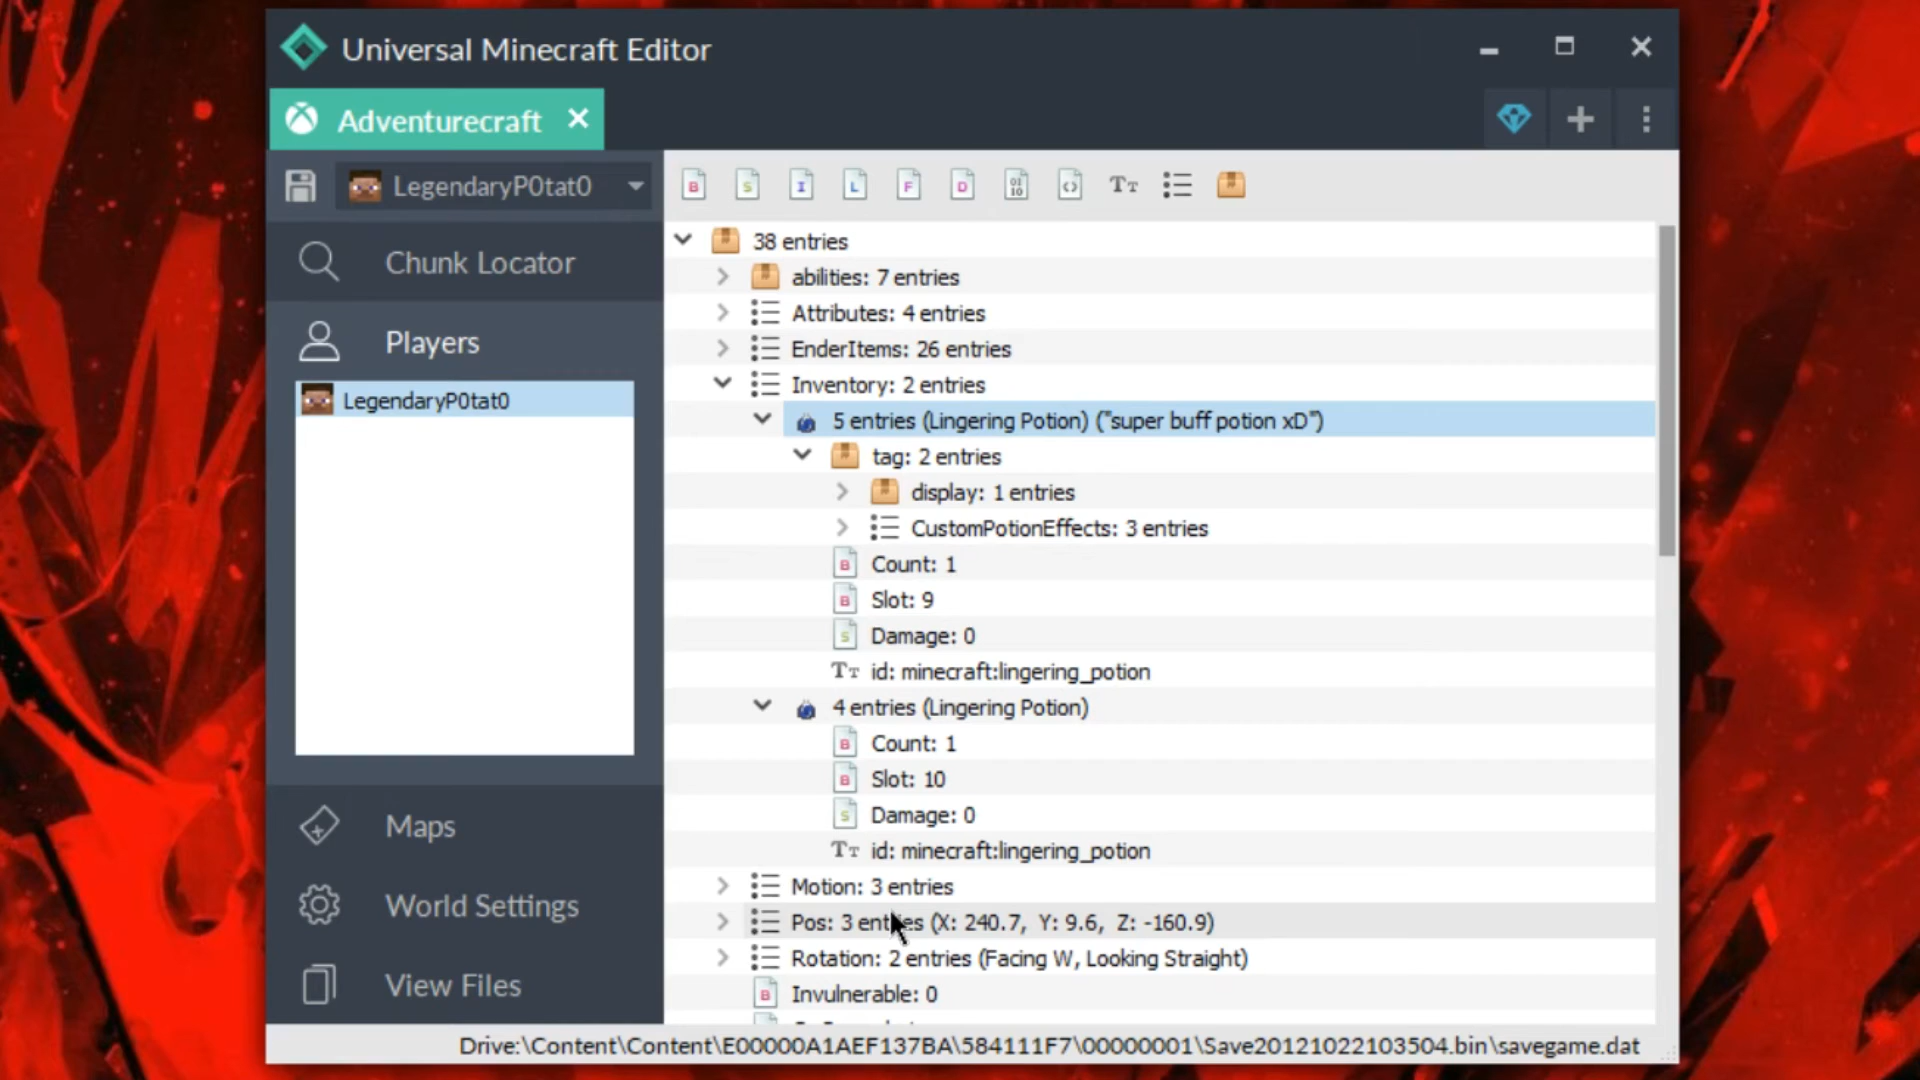 Universal Minecraft Editor
Adventurecraft
LegendaryP0tat0
B S I L F D 01 10 <> TT
Chunk Locator
Players
LegendaryP0tat0
Maps
World Settings
View Files
38 entries
abilities: 7 entries
Attributes: 4 entries
EnderItems: 26 entries
Inventory: 2 entries
5 entries (Lingering Potion) ("super buff potion xD")
tag: 2 entries
display: 1 entries
CustomPotionEffects: 3 entries
B Count: 1
B Slot: 9
S Damage: 0
TT id: minecraft:lingering_potion
4 entries (Lingering Potion)
B Count: 1
B Slot: 10
S Damage: 0
TT id: minecraft:lingering_potion
Motion: 3 entries
Pos: 3 entries (X: 240.7, Y: 9.6, Z: -160.9)
Rotation: 2 entries (Facing W, Looking Straight)
B Invulnerable: 0
Drive:\Content\Content\E00000A1AEF137BA\584111F7\00000001\Save20121022103504.bin\savegame.dat